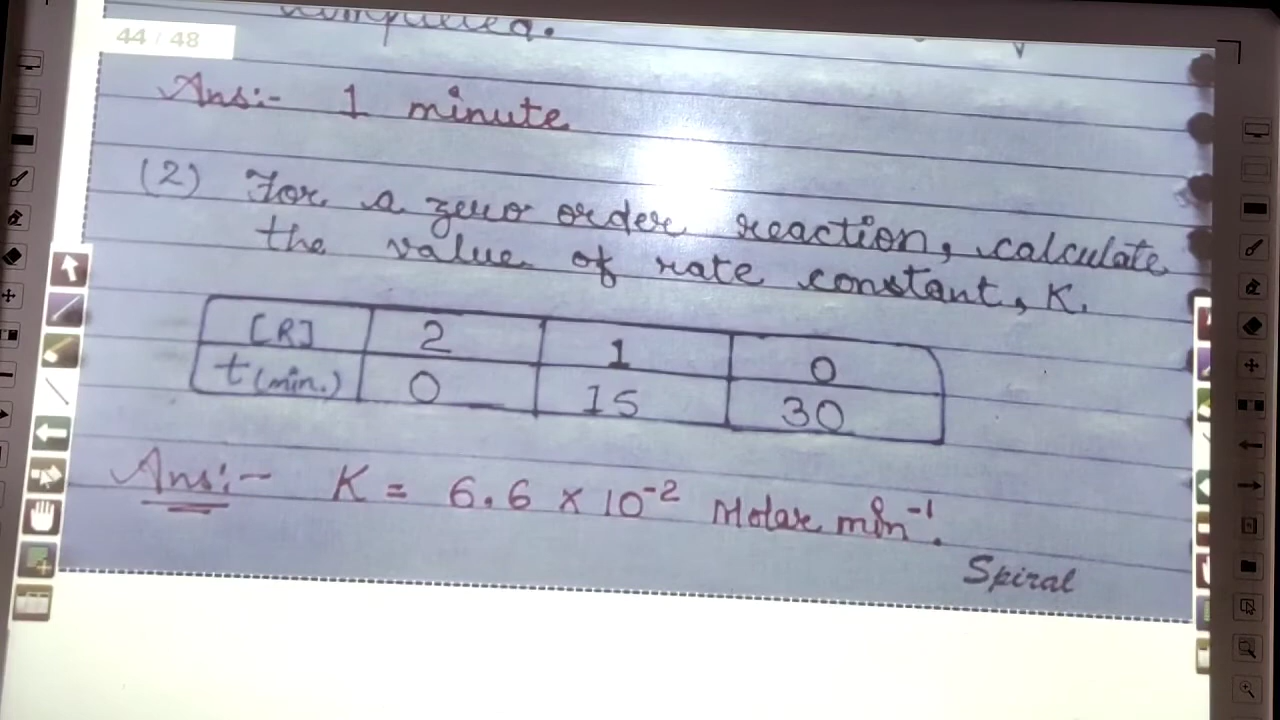 44 / 48
Ans:- 1 minute
(2) For a zero order reaction, calculate
the value of rate constant, K.
[R] 2 1 0
t(min.) 0 15 30
Ans:- K = 6.6 × 10⁻² Molar min⁻¹.
Spiral